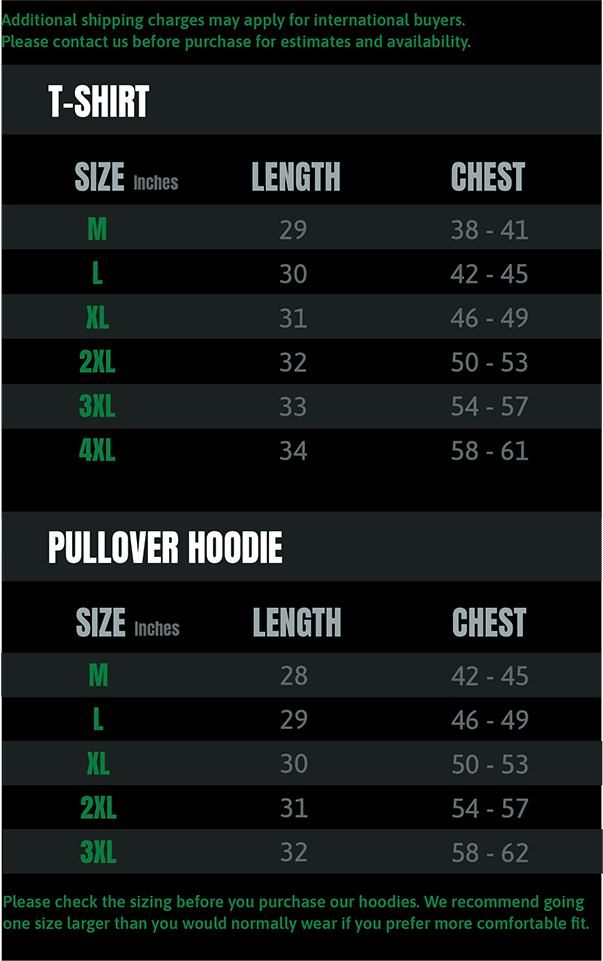 Additional shipping charges may apply for international buyers.
Please contact us before purchase for estimates and availability.
T-SHIRT
SIZE Inches LENGTH CHEST
M 29 38 - 41
L 30 42 - 45
XL 31 46 - 49
2XL 32 50 - 53
3XL 33 54 - 57
4XL 34 58 - 61
PULLOVER HOODIE
SIZE Inches LENGTH CHEST
M 28 42 - 45
L 29 46 - 49
XL 30 50 - 53
2XL 31 54 - 57
3XL 32 58 - 62
Please check the sizing before you purchase our hoodies. We recommend going
one size larger than you would normally wear if you prefer more comfortable fit.